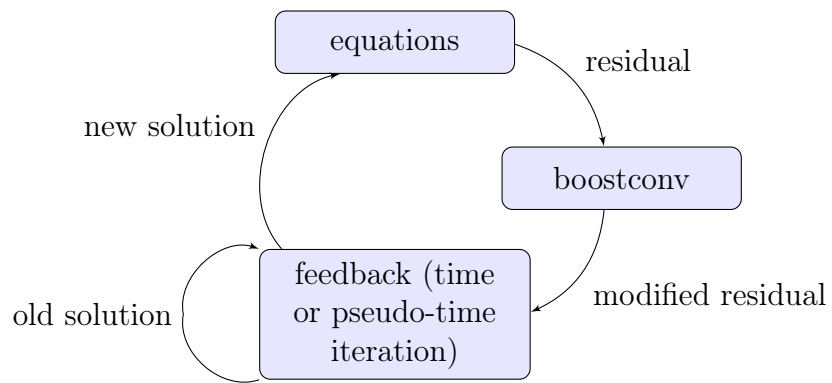 equations
residual
new solution
boostconv
feedback (time
or pseudo-time
iteration)
modified residual
old solution